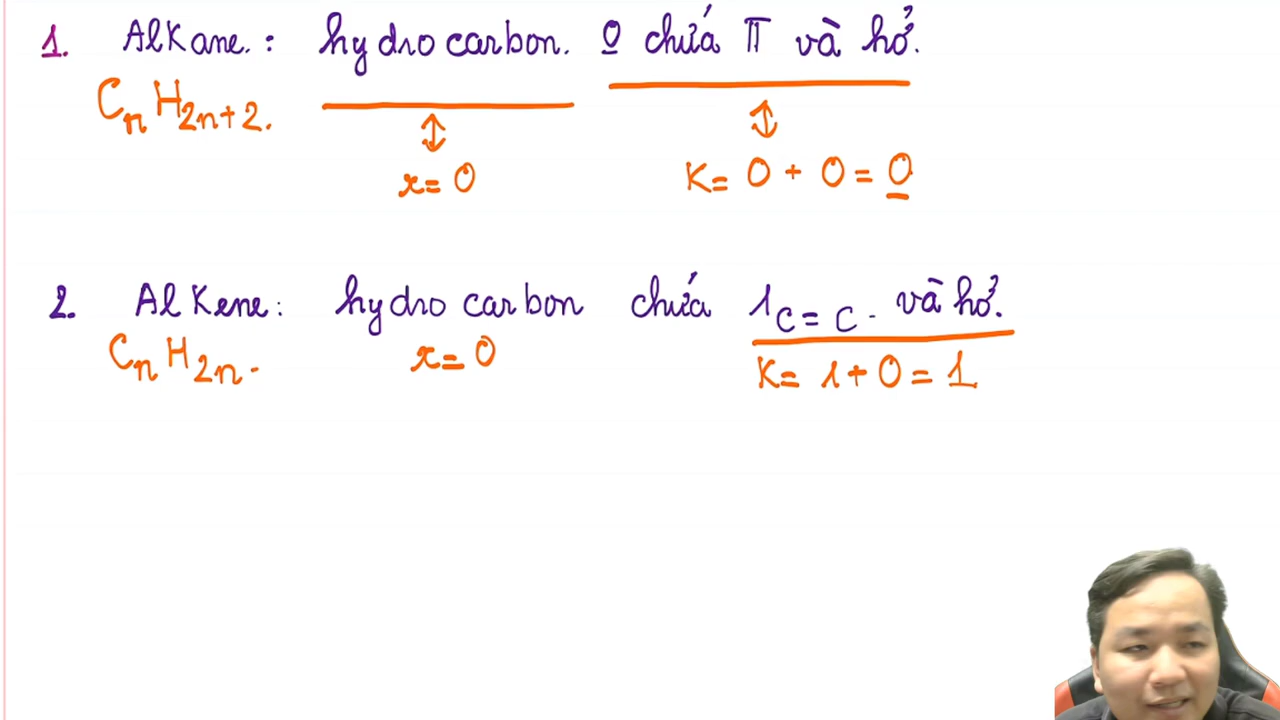 1. Alkane : hydrocarbon. 0 chứa π và hở.
CnH2n+2.
x = 0
K = 0 + 0 = 0
2. Alkene : hydrocarbon chứa 1 C = C. và hở.
CnH2n.
x = 0
K = 1 + 0 = 1